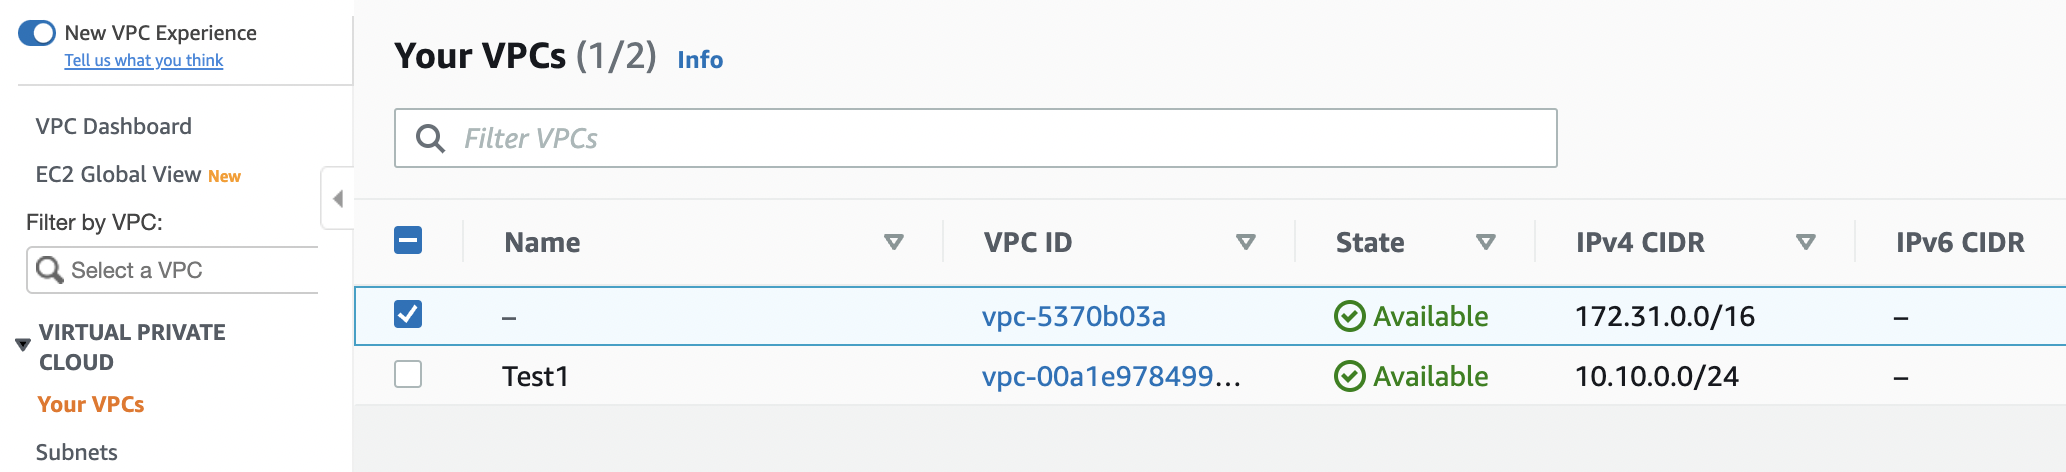 New VPC Experience
Tell us what you think
VPC Dashboard
EC2 Global View New
Filter by VPC:
Select a VPC
VIRTUAL PRIVATE
CLOUD
Your VPCs
Subnets
Your VPCs (1/2) Info
Filter VPCs
Name VPC ID State IPv4 CIDR IPv6 CIDR
– vpc-5370b03a Available 172.31.0.0/16 –
Test1 vpc-00a1e978499... Available 10.10.0.0/24 –